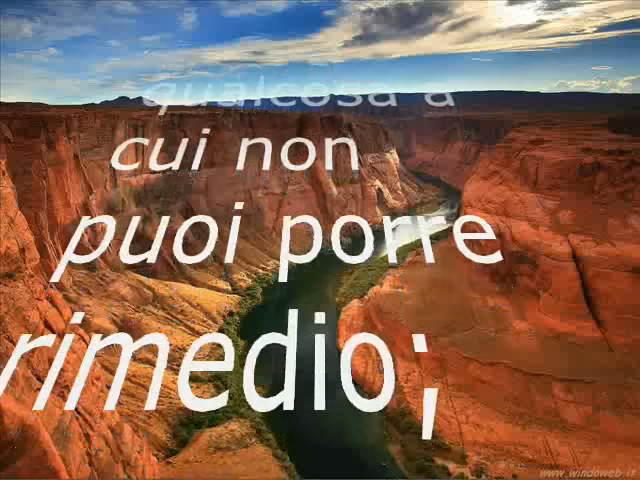 qualcosa a
cui non
puoi porre
rimedio;
www.windoweb.it